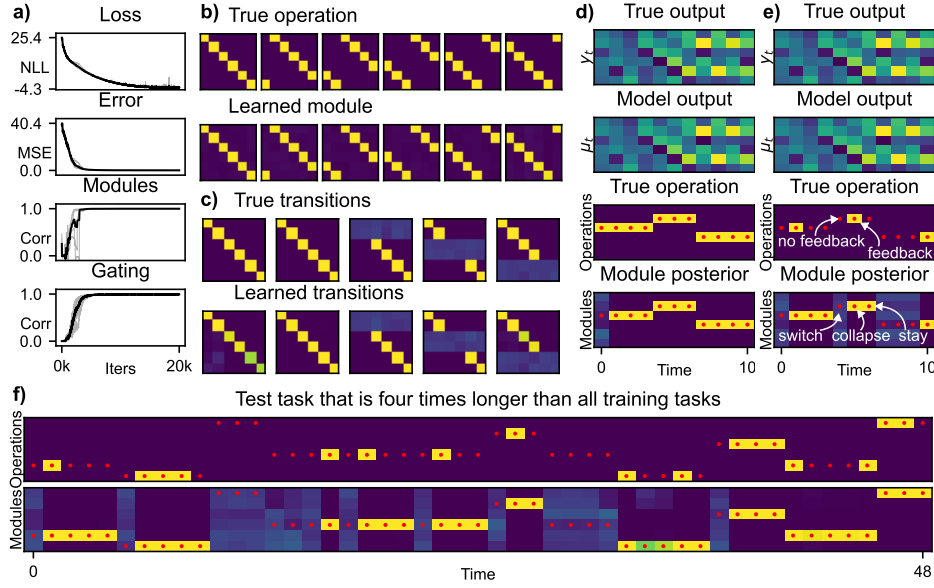 a)
Loss
25.4
NLL
-4.3
Error
40.4
MSE
0.0
Modules
1.0
Corr
0.0
Gating
1.0
Corr
0.0
0k
Iters
20k
b)
True operation
Learned module
c)
True transitions
Learned transitions
d)
True output
y_t
Model output
μ_t
True operation
Operations
Module posterior
Modules
0
Time
10
e)
True output
y_t
Model output
μ_t
True operation
Operations
no feedback
feedback
Module posterior
Modules
switch
collapse
stay
0
Time
10
f)
Test task that is four times longer than all training tasks
Operations
Modules
0
Time
48